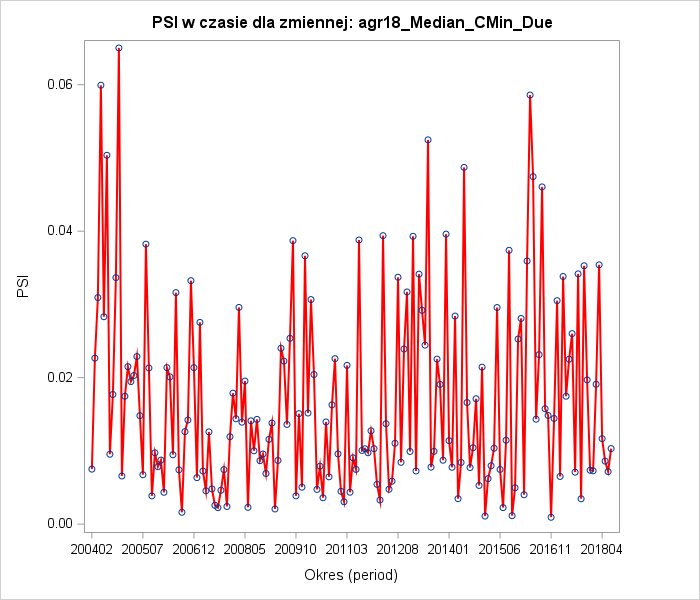 PSI w czasie dla zmiennej: agr18_Median_CMin_Due
0.06
0.04
0.02
0.00
PSI
200402 200507 200612 200805 200910 201103 201208 201401 201506 201611 201804
Okres (period)